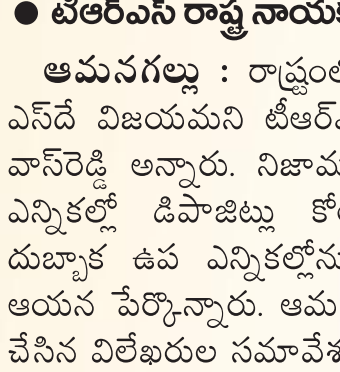 ● టీఆర్ఎస్ రాష్ట్ర నాయక
ఆమనగల్లు : రాష్ట్రంల
ఎస్‌దే విజయమని టీఆర్
వాస్‌రెడ్డి అన్నారు. నిజామ
ఎన్నికల్లో డిపాజిట్లు కో
దుబ్బాక ఉప ఎన్నికల్లోను
ఆయన పేర్కొన్నారు. ఆమ
చేసిన విలేఖరుల సమావేశ